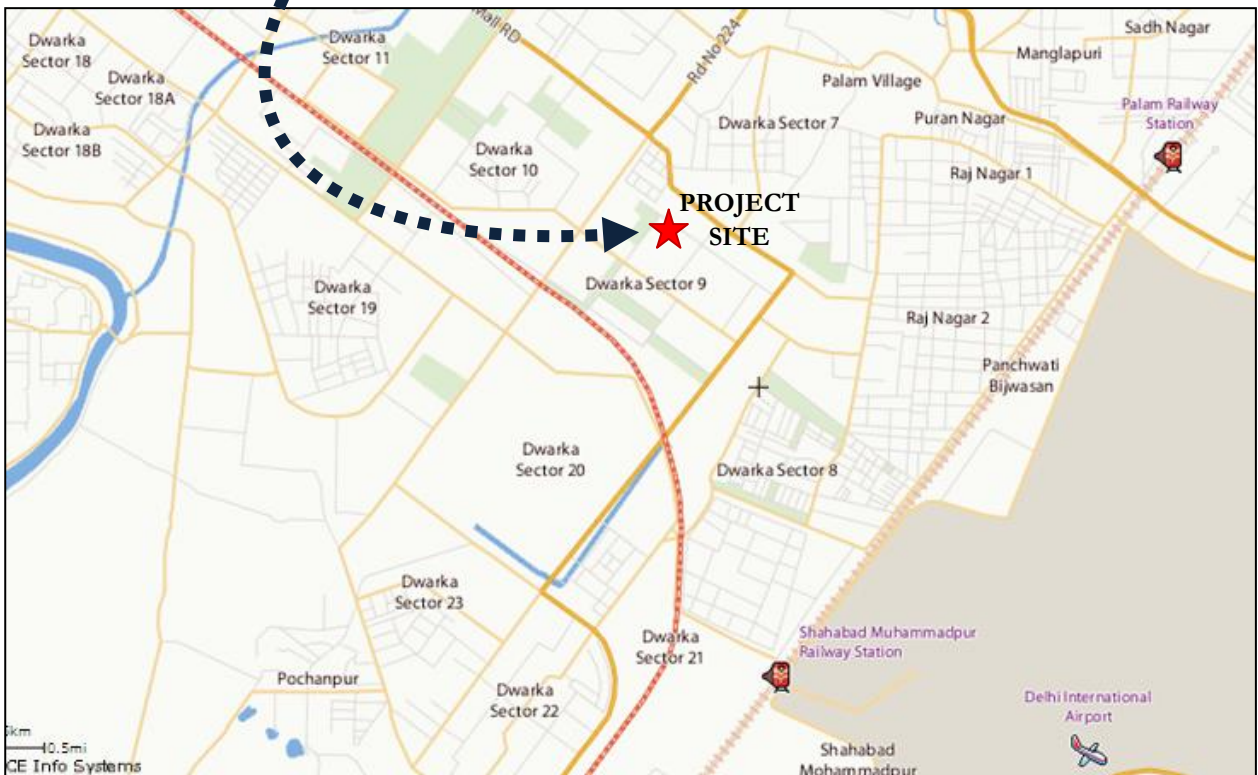 Mall RD
Rd No 224
Sadh Nagar
Dwarka
Sector 18
Dwarka
Sector 11
Manglapuri
Dwarka
Sector 18A
Palam Village
Palam Railway
Station
Dwarka
Sector 18B
Dwarka Sector 7
Puran Nagar
Dwarka
Sector 10
Raj Nagar 1
PROJECT
SITE
Dwarka
Sector 19
Dwarka Sector 9
Raj Nagar 2
Panchwati
Bijwasan
Dwarka
Sector 20
Dwarka Sector 8
Dwarka
Sector 23
Dwarka
Sector 21
Shahabad Muhammadpur
Railway Station
Pochanpur
Dwarka
Sector 22
Delhi International
Airport
km
0.5mi
CE Info Systems
Shahabad
Mohammadpur